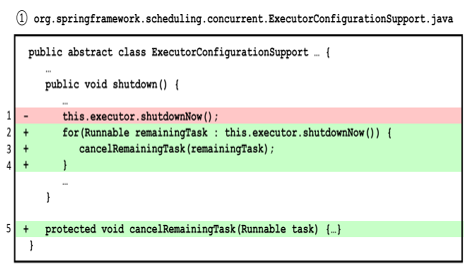 ① org.springframework.scheduling.concurrent.ExecutorConfigurationSupport.java
public abstract class ExecutorConfigurationSupport … {
…
public void shutdown() {
…
1 - this.executor.shutdownNow();
2 + for(Runnable remainingTask : this.executor.shutdownNow()) {
3 + cancelRemainingTask(remainingTask);
4 + }
…
}
5 + protected void cancelRemainingTask(Runnable task) {…}
}